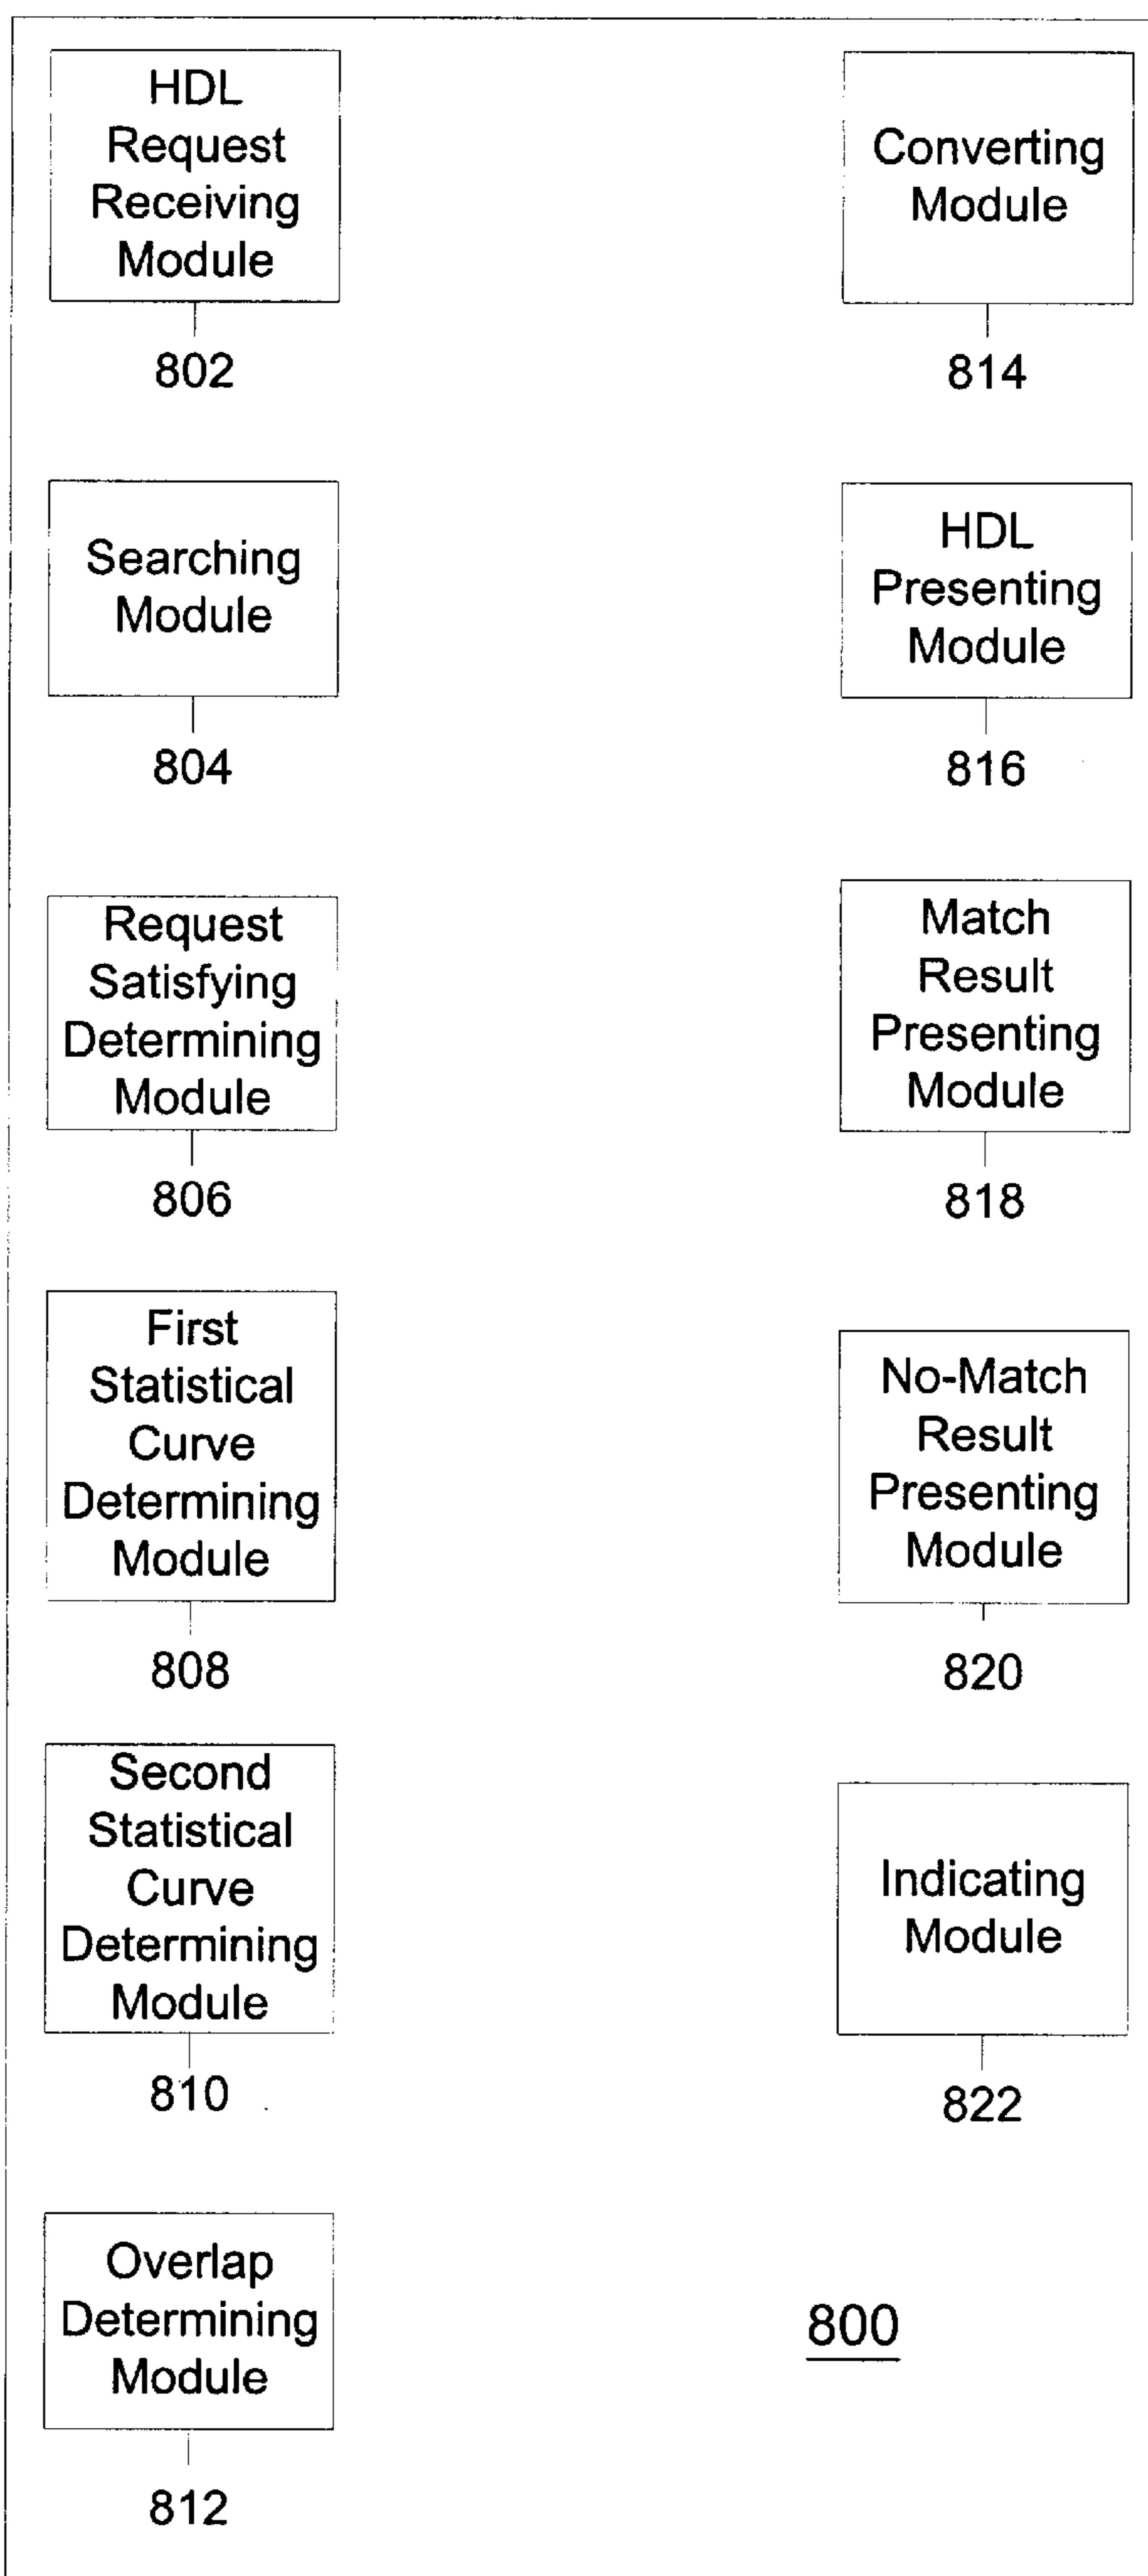 HDL
Request
Receiving
Module
802
Searching
Module
804
Request
Satisfying
Determining
Module
806
First
Statistical
Curve
Determining
Module
808
Second
Statistical
Curve
Determining
Module
810
Overlap
Determining
Module
812
Converting
Module
814
HDL
Presenting
Module
816
Match
Result
Presenting
Module
818
No-Match
Result
Presenting
Module
820
Indicating
Module
822
800